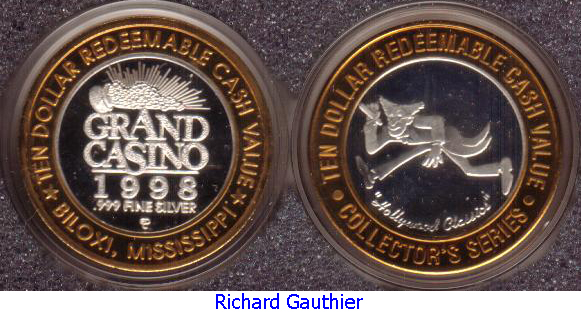 TEN DOLLAR REDEEMABLE CASH VALUE
GRAND
CASINO
1998
.999 FINE SILVER
BILOXI, MISSISSIPPI
TEN DOLLAR REDEEMABLE CASH VALUE
"Hollywood Classics"
COLLECTOR'S SERIES
Richard Gauthier